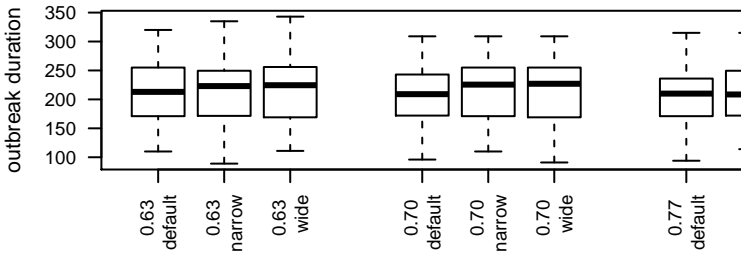 outbreak duration
350
300
250
200
150
100
0.63
default
0.63
narrow
0.63
wide
0.70
default
0.70
narrow
0.70
wide
0.77
default